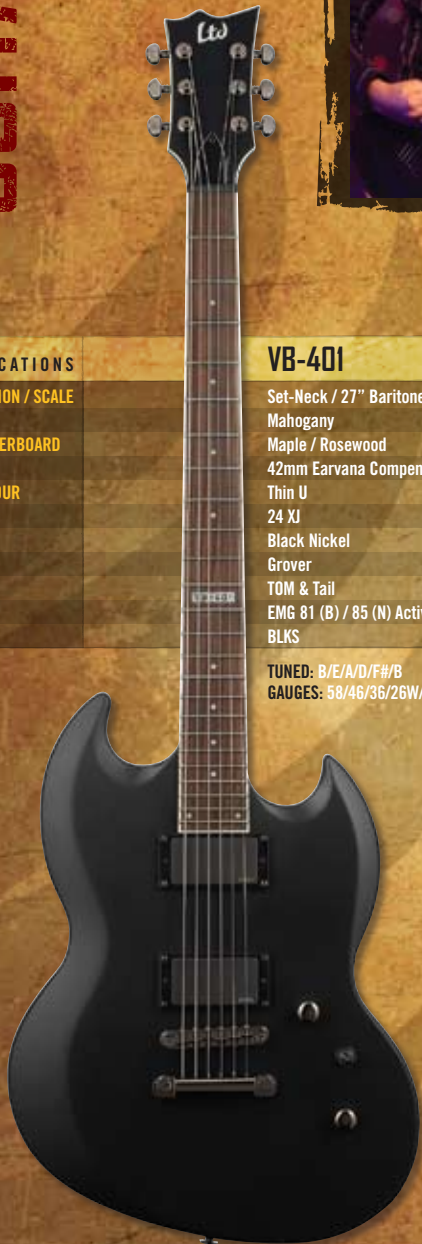 Ltd
CATIONS
VB-401
ION / SCALE
Set-Neck / 27” Baritone
Mahogany
ERBOARD
Maple / Rosewood
42mm Earvana Compen
OUR
Thin U
24 XJ
Black Nickel
Grover
TOM & Tail
EMG 81 (B) / 85 (N) Activ
BLKS
TUNED: B/E/A/D/F#/B
GAUGES: 58/46/36/26W/